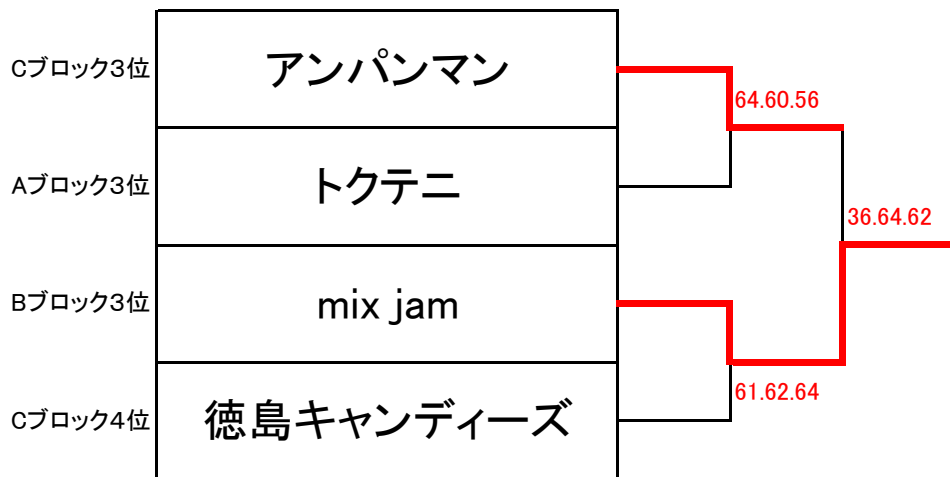 Cブロック3位
アンパンマン
64.60.56
Aブロック3位
トクテニ
36.64.62
Bブロック3位
mix jam
61.62.64
Cブロック4位
徳島キャンディーズ